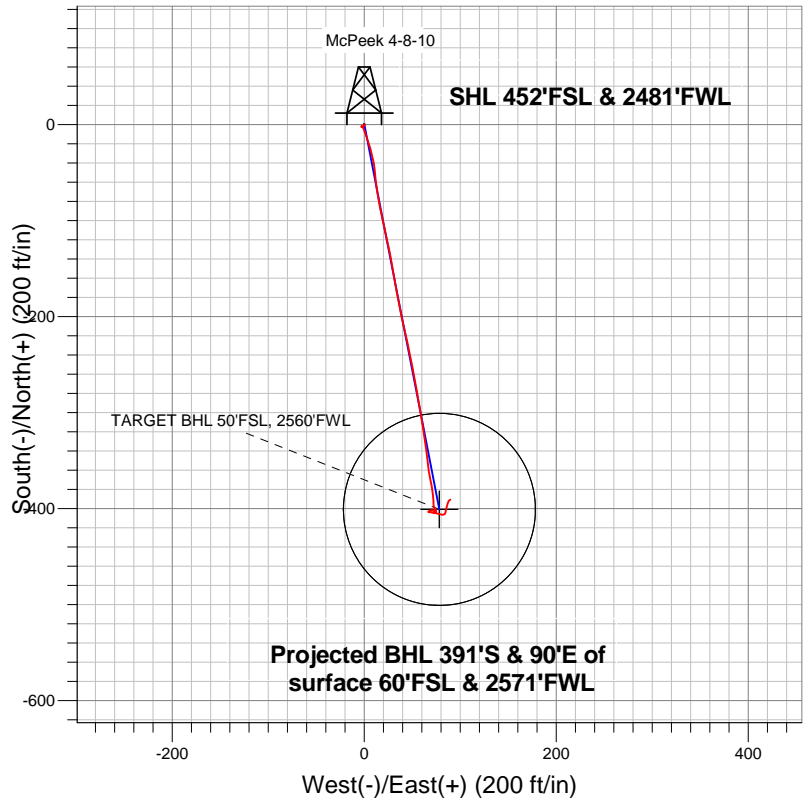 McPeek 4-8-10
SHL 452'FSL & 2481'FWL
0
-200
-400
-600
South(-)/North(+) (200 ft/in)
TARGET BHL 50'FSL, 2560'FWL
Projected BHL 391'S & 90'E of
surface 60'FSL & 2571'FWL
-200
0
200
400
West(-)/East(+) (200 ft/in)